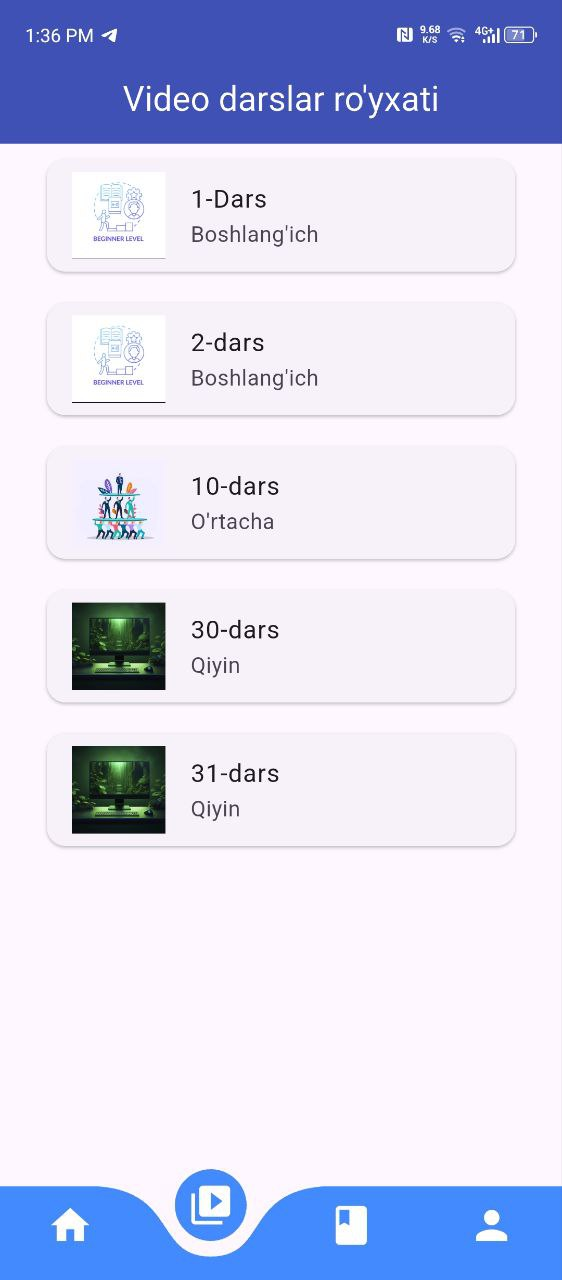 1:36 PM
9.68
K/S
4G+
71
Video darslar ro'yxati
BEGINNER LEVEL
1-Dars
Boshlang'ich
BEGINNER LEVEL
2-dars
Boshlang'ich
10-dars
O'rtacha
30-dars
Qiyin
31-dars
Qiyin